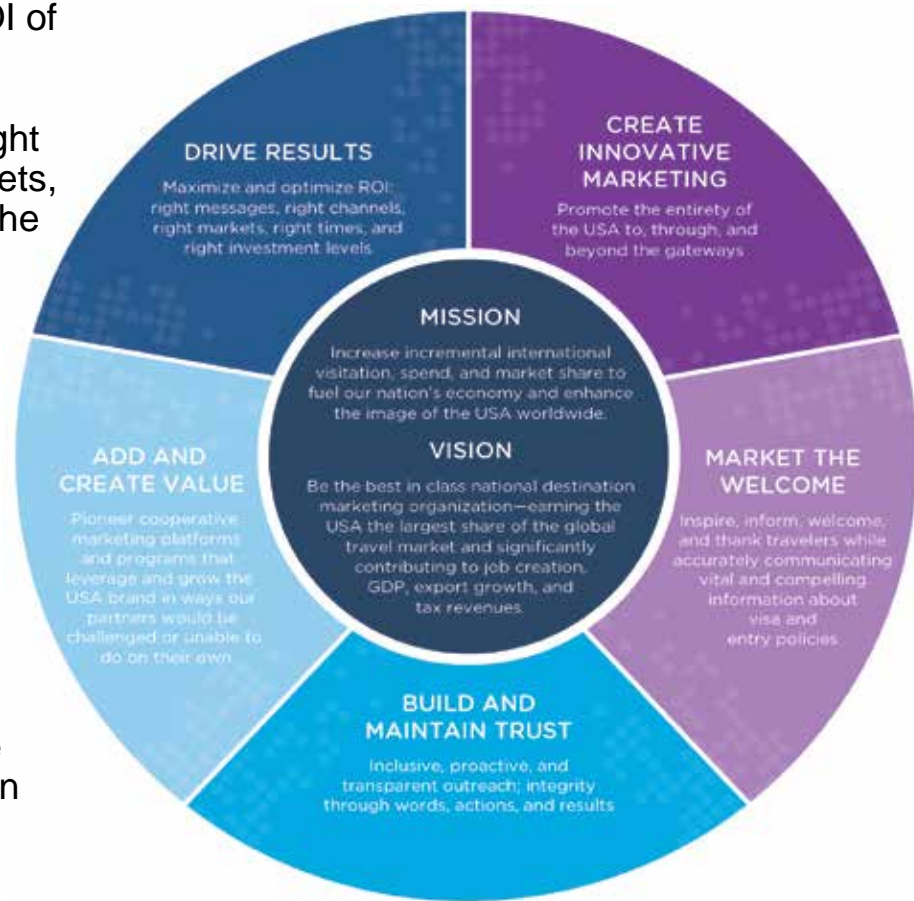 OI of
ght
ets,
he
n
DRIVE RESULTS
Maximize and optimize ROI:
right messages, right channels,
right markets, right times, and
right investment levels
CREATE
INNOVATIVE
MARKETING
Promote the entirety of
the USA to, through, and
beyond the gateways
MISSION
Increase incremental international
visitation, spend, and market share to
fuel our nation's economy and enhance
the image of the USA worldwide.
VISION
Be the best in class national destination
marketing organization—earning the
USA the largest share of the global
travel market and significantly
contributing to job creation,
GDP, export growth, and
tax revenues.
ADD AND
CREATE VALUE
Pioneer cooperative
marketing platforms
and programs that
leverage and grow the
USA brand in ways our
partners would be
challenged or unable to
do on their own
MARKET THE
WELCOME
Inspire, inform, welcome,
and thank travelers while
accurately communicating
vital and compelling
information about
visa and
entry policies
BUILD AND
MAINTAIN TRUST
Inclusive, proactive, and
transparent outreach; integrity
through words, actions, and results